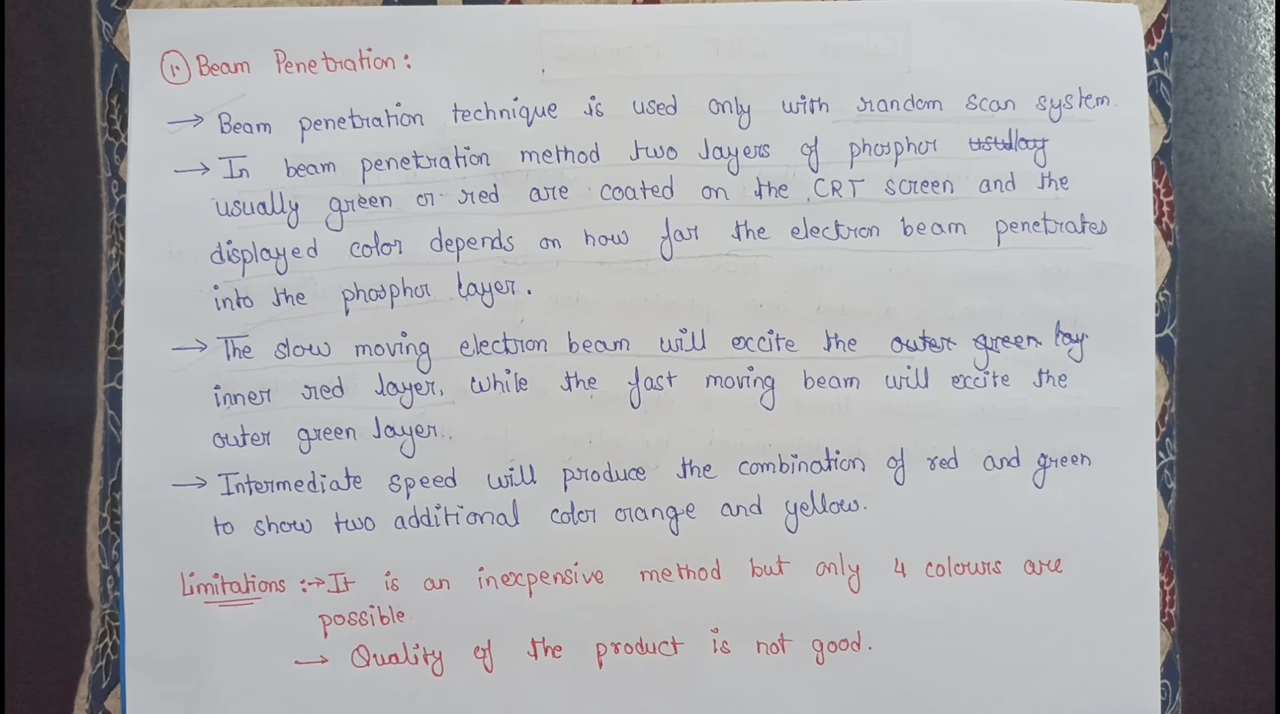 1. Beam Penetration :
→ Beam penetration technique is used only with random scan system.
→ In beam penetration method two layers of phosphor usullay
usually green or red are coated on the CRT screen and the
displayed color depends on how far the electron beam penetrates
into the phosphor layer.
→ The slow moving electron beam will excite the outer green lay
inner red layer, while the fast moving beam will excite the
outer green layer..
→ Intermediate speed will produce the combination of red and green
to show two additional color orange and yellow.
Limitations :→ It is an inexpensive method but only 4 colours are
possible.
→ Quality of the product is not good.